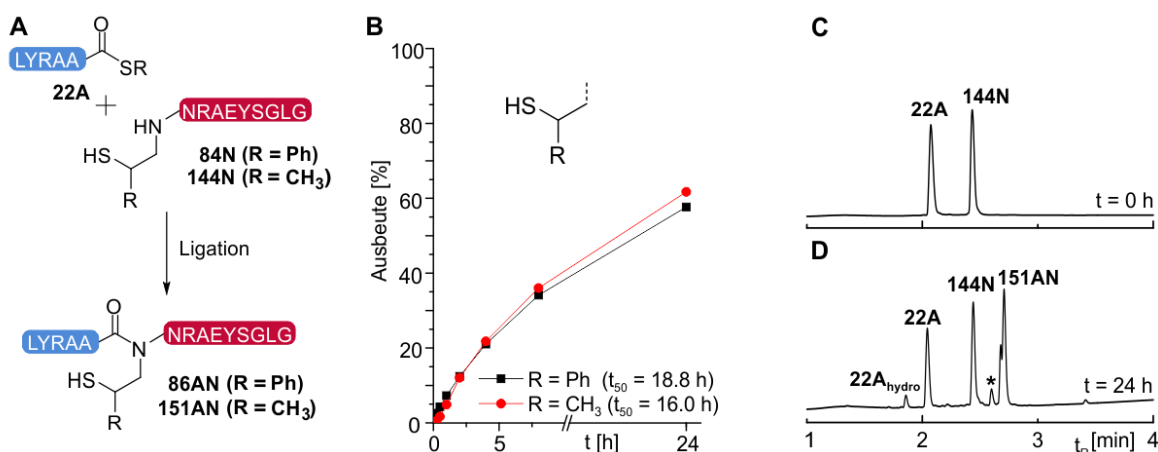 A
O
LYRAA
SR
22A
+
NRAEYSGLG
HN
HS
84N (R = Ph)
144N (R = CH₃)
R
Ligation
O
LYRAA
NRAEYSGLG
N
HS
86AN (R = Ph)
151AN (R = CH₃)
R
B
Ausbeute [%]
100
80
60
40
20
0
HS
R
R = Ph (t₅₀ = 18.8 h)
R = CH₃ (t₅₀ = 16.0 h)
5
t [h]
24
C
22A
144N
t = 0 h
D
151AN
144N
22A
22Ahydro
*
t = 24 h
1
2
3
4
[min]